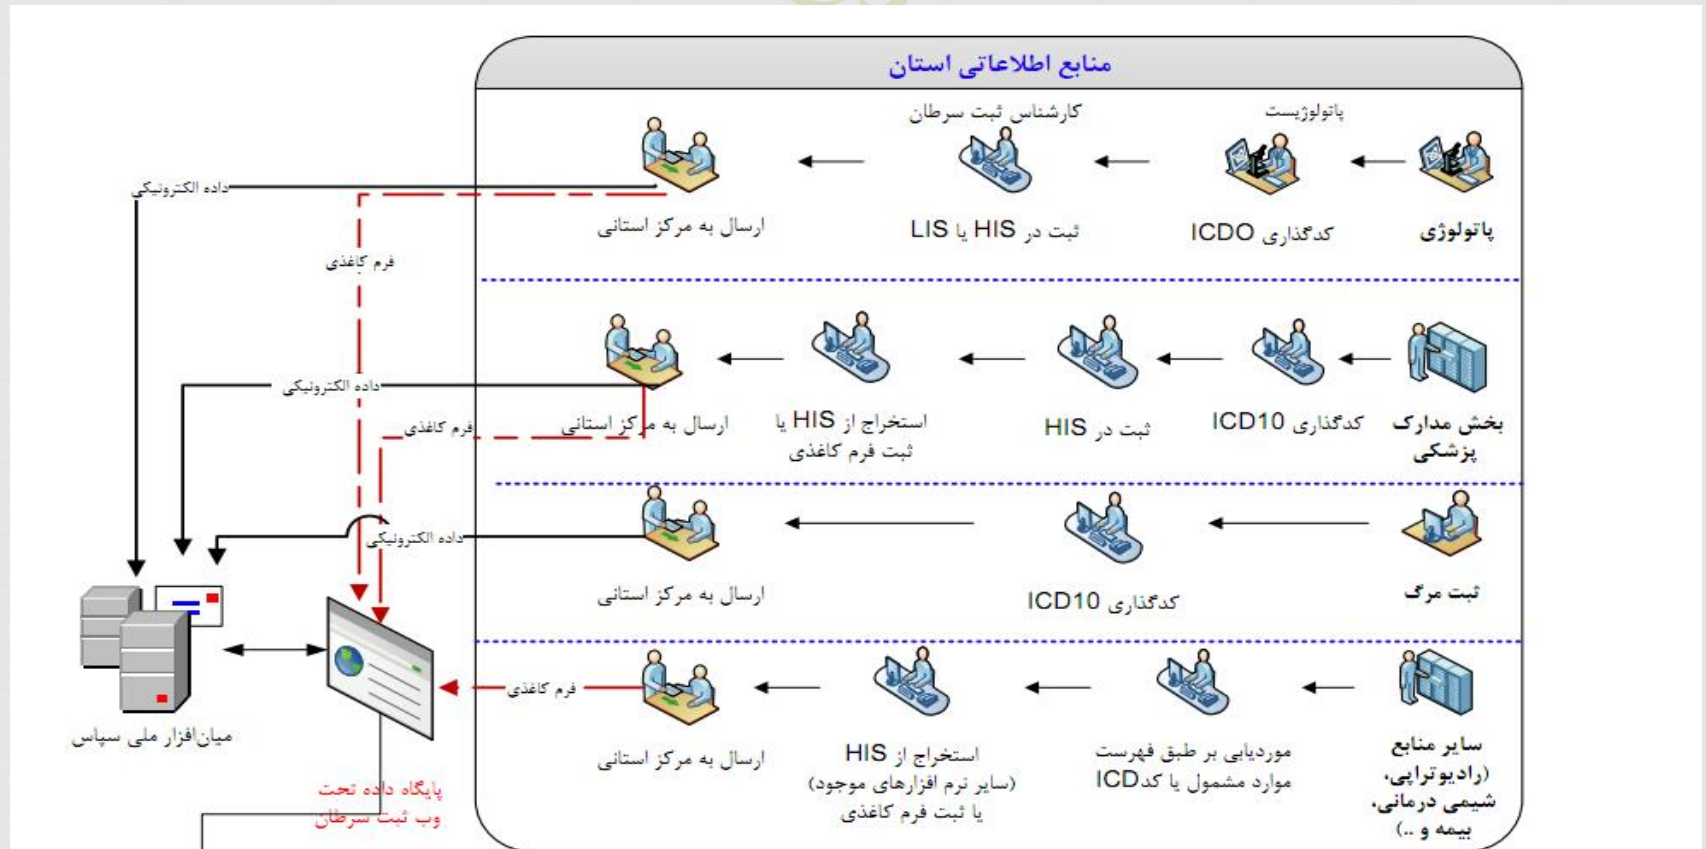 منابع اطلاعاتی استان
پاتولوژیست
کارشناس ثبت سرطان
پاتولوژی
کدگذاری ICDO
ثبت در HIS یا LIS
ارسال به مرکز استانی
داده الکترونیکی
فرم کاغذی
بخش مدارک
پزشکی
کدگذاری ICD10
ثبت در HIS
استخراج از HIS یا
ثبت فرم کاغذی
ارسال به مرکز استانی
داده الکترونیکی
فرم کاغذی
ثبت مرگ
کدگذاری ICD10
ارسال به مرکز استانی
داده الکترونیکی
سایر منابع
(رادیوتراپی،
شیمی درمانی،
بیمه و ..)
موردیابی بر طبق فهرست
موارد مشمول یا کدICD
استخراج از HIS
(سایر نرم افزارهای موجود)
یا ثبت فرم کاغذی
ارسال به مرکز استانی
فرم کاغذی
میان‌افزار ملی سپاس
پایگاه داده تحت
وب ثبت سرطان